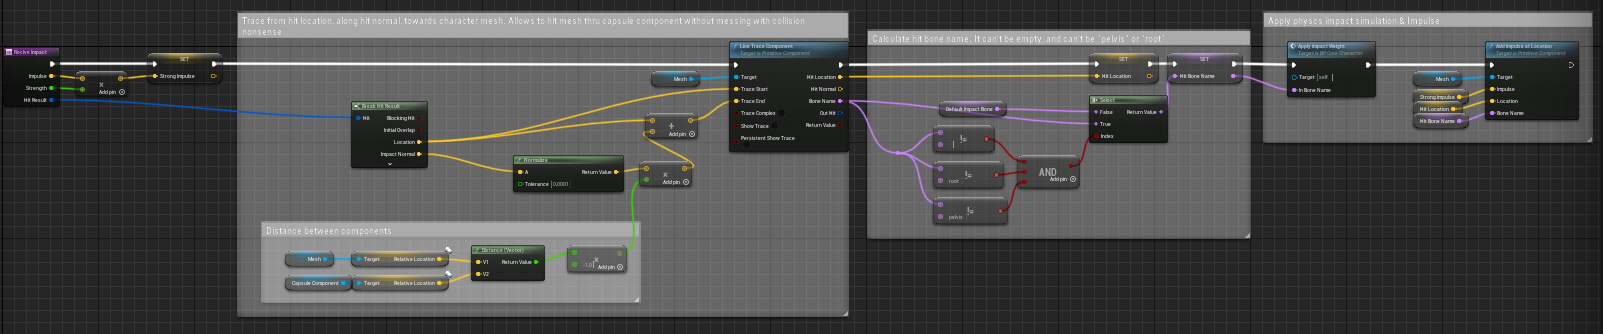 Trace from hit location, along hit normal, towards character mesh. Allows to hit mesh thru capsule component without messing with collision
nonsense
Apply physcs impact simulation & Impulse
Calculate hit bone name. It can't be empty, and can't be 'pelvis' or 'root'
Recive Impact
Impulse
Strength
Hit Result
×
Add pin
SET
Strong Impulse
Break Hit Result
Hit
Blocking Hit
Initial Overlap
Location
Impact Normal
Normalize
A
Return Value
Tolerance
0,0001
+
Add pin
×
Add pin
Mesh
Line Trace Component
Target is Primitive Component
Target
Hit Location
Trace Start
Hit Normal
Trace End
Bone Name
Trace Complex
Out Hit
Show Trace
Return Value
Persistent Show Trace
Distance between components
Mesh
Target
Relative Location
Capsule Component
Target
Relative Location
Distance (Vector)
V1
Return Value
V2
×
-1,0
Add pin
SET
Hit Location
SET
Hit Bone Name
Default Impact Bone
Select
False
Return Value
True
Index
!=
!=
root
!=
pelvis
AND
Add pin
Apply Impact Weight
Target is BP Core Character
Target
self
In Bone Name
Mesh
Strong Impulse
Hit Location
Hit Bone Name
Add Impulse at Location
Target is Primitive Component
Target
Impulse
Location
Bone Name